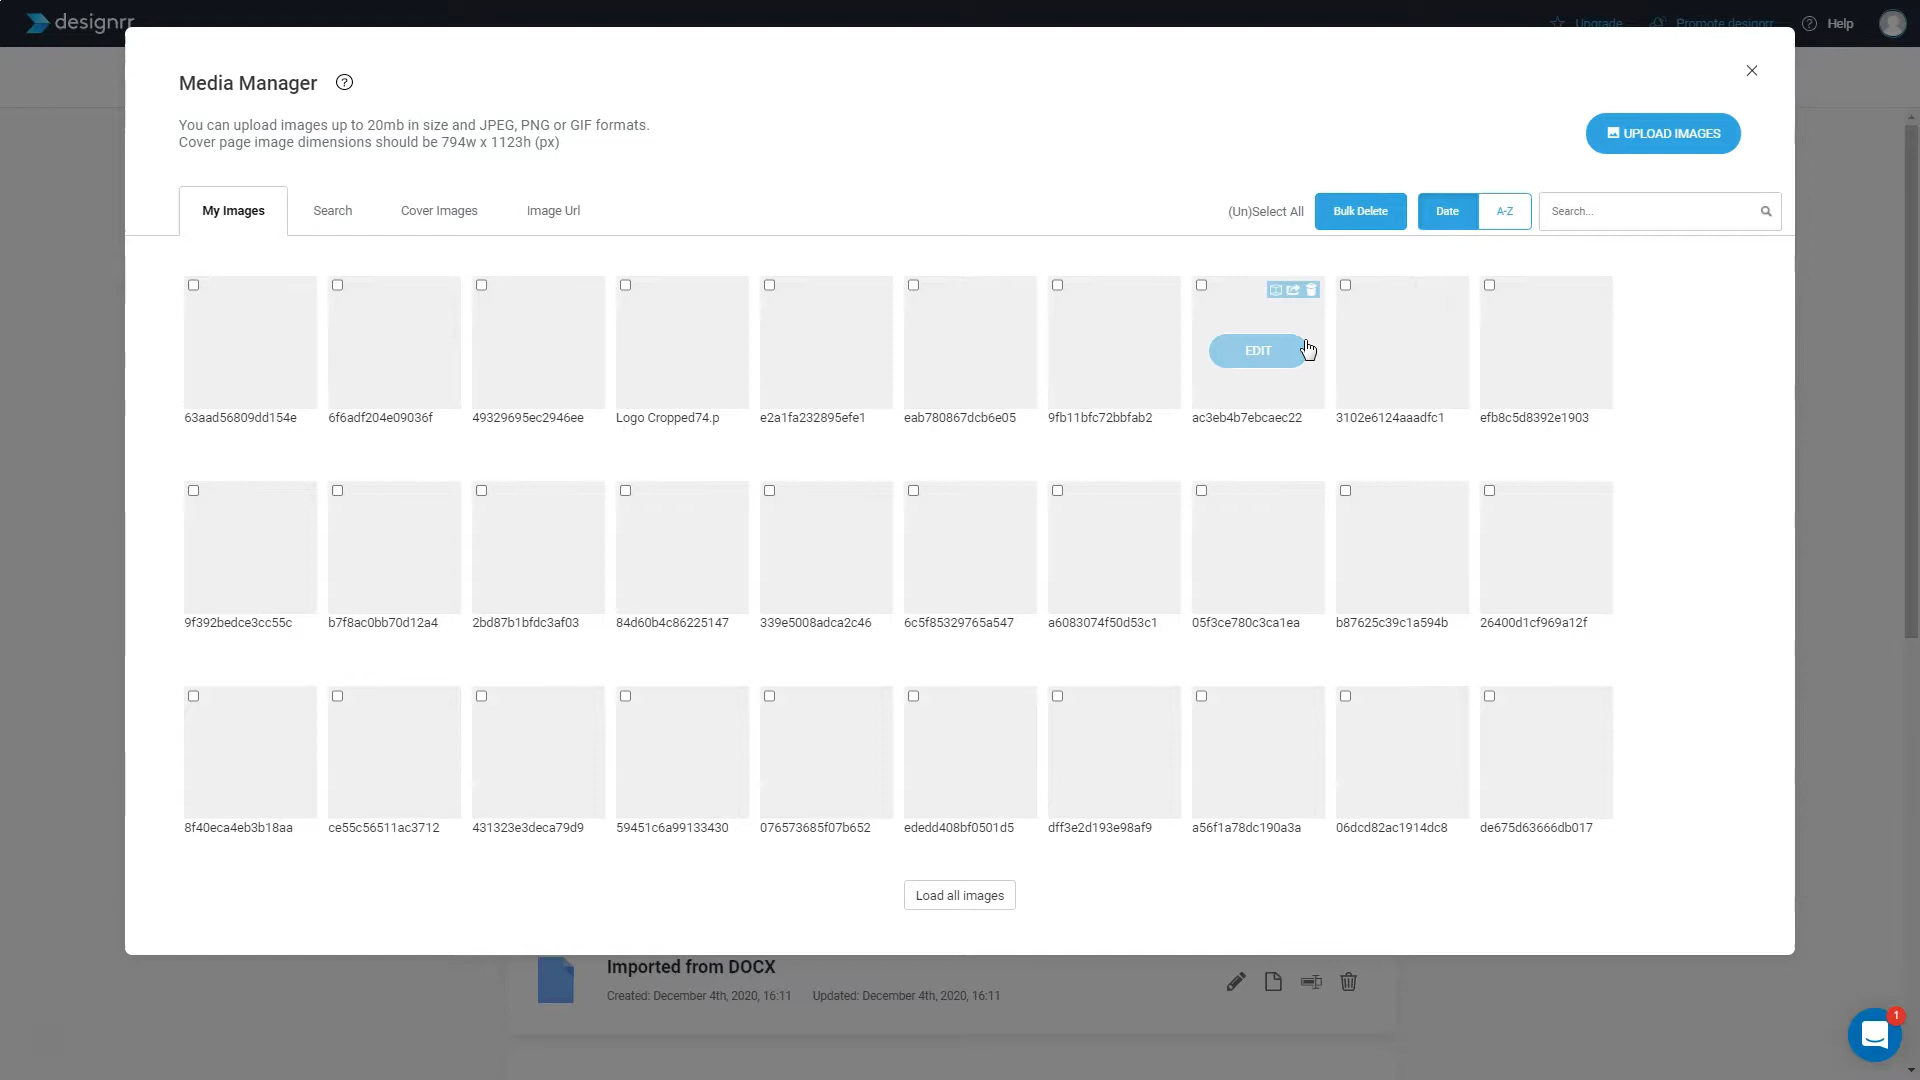 designrr
Upgrade
Promote designrr
Help
Media Manager
You can upload images up to 20mb in size and JPEG, PNG or GIF formats.
Cover page image dimensions should be 794w x 1123h (px)
UPLOAD IMAGES
My Images
Search
Cover Images
Image Url
(Un)Select All
Bulk Delete
Date
A-Z
Search...
EDIT
63aad56809dd154e
6f6adf204e09036f
49329695ec2946ee
Logo Cropped74.p
e2a1fa232895efe1
eab780867dcb6e05
9fb11bfc72bbfab2
ac3eb4b7ebcaec22
3102e6124aaadfc1
efb8c5d8392e1903
9f392bedce3cc55c
b7f8ac0bb70d12a4
2bd87b1bfdc3af03
84d60b4c86225147
339e5008adca2c46
6c5f85329765a547
a6083074f50d53c1
05f3ce780c3ca1ea
b87625c39c1a594b
26400d1cf969a12f
8f40eca4eb3b18aa
ce55c56511ac3712
431323e3deca79d9
59451c6a99133430
076573685f07b652
ededd408bf0501d5
dff3e2d193e98af9
a56f1a78dc190a3a
06dcd82ac1914dc8
de675d63666db017
Load all images
Imported from DOCX
Created: December 4th, 2020, 16:11
Updated: December 4th, 2020, 16:11
1